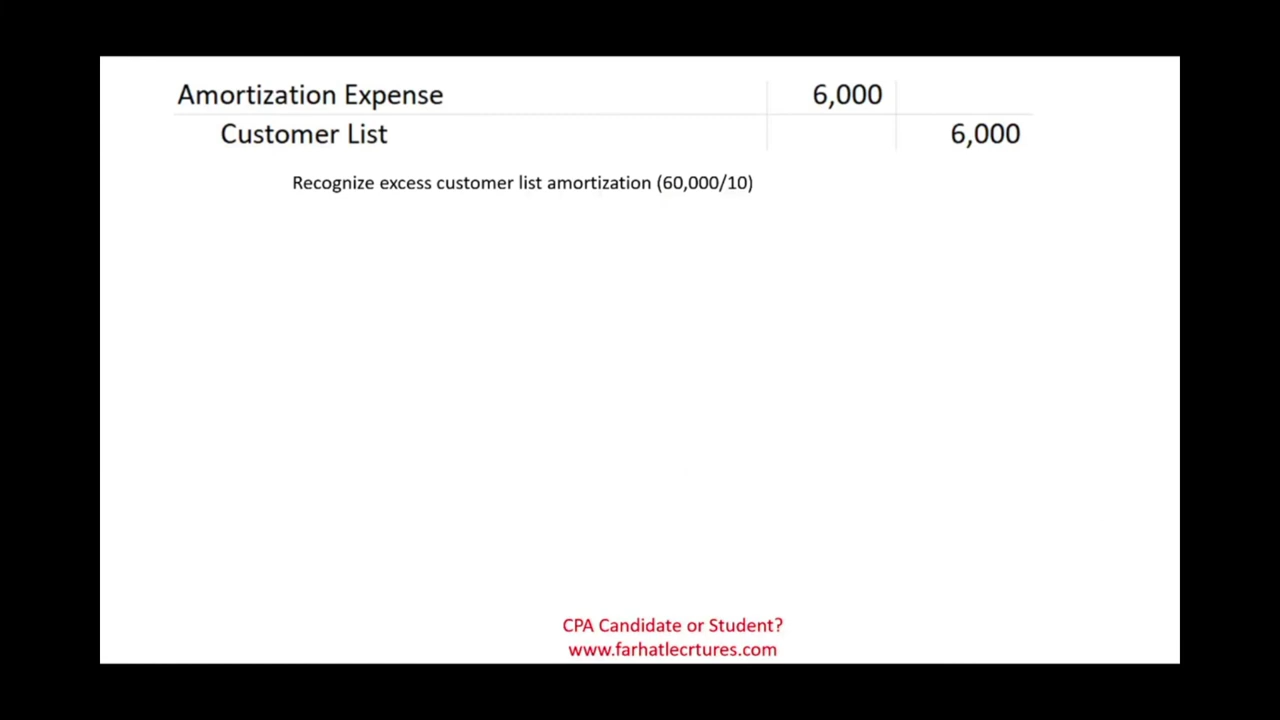 Amortization Expense 6,000
Customer List 6,000
Recognize excess customer list amortization (60,000/10)
CPA Candidate or Student?
www.farhatlecrtures.com